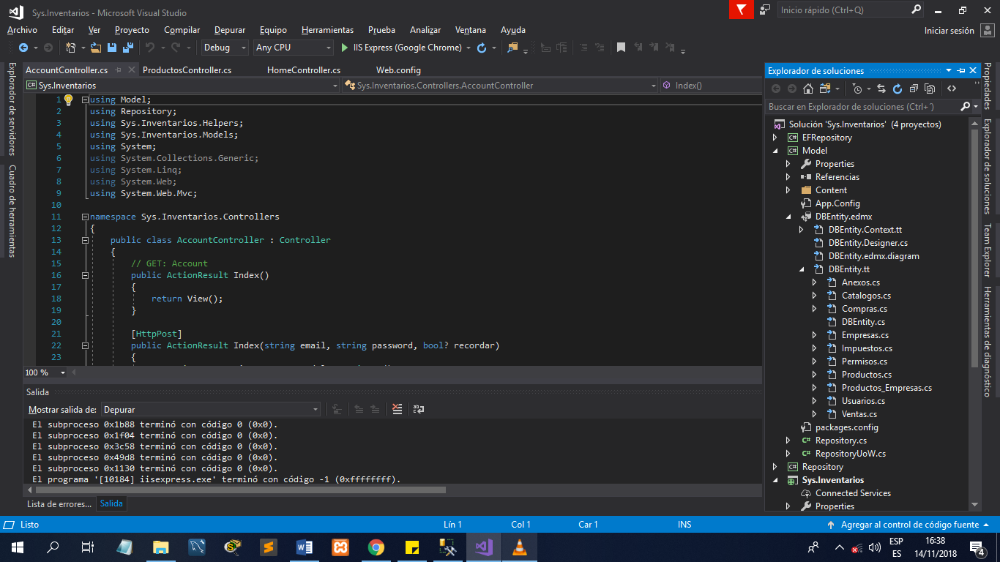 Sys.Inventarios - Microsoft Visual Studio
Inicio rápido (Ctrl+Q)
Archivo Editar Ver Proyecto Compilar Depurar Equipo Herramientas Prueba Analizar Ventana Ayuda
Iniciar sesión
Debug Any CPU IIS Express (Google Chrome)
Explorador de servidores
Cuadro de herramientas
AccountController.cs ProductosController.cs HomeController.cs Web.config
Sys.Inventarios Sys.Inventarios.Controllers.AccountController Index()
1 using Model;
2 using Repository;
3 using Sys.Inventarios.Helpers;
4 using Sys.Inventarios.Models;
5 using System;
6 using System.Collections.Generic;
7 using System.Linq;
8 using System.Web;
9 using System.Web.Mvc;
10
11 namespace Sys.Inventarios.Controllers
12 {
13 public class AccountController : Controller
14 {
15 // GET: Account
16 public ActionResult Index()
17 {
18 return View();
19 }
20
21 [HttpPost]
22 public ActionResult Index(string email, string password, bool? recordar)
23 {
100 %
Salida
Mostrar salida de: Depurar
El subproceso 0x1b88 terminó con código 0 (0x0).
El subproceso 0x1f04 terminó con código 0 (0x0).
El subproceso 0x3c58 terminó con código 0 (0x0).
El subproceso 0x49d8 terminó con código 0 (0x0).
El subproceso 0x1130 terminó con código 0 (0x0).
El programa '[10184] iisexpress.exe' terminó con código -1 (0xffffffff).
Lista de errores... Salida
Explorador de soluciones
Buscar en Explorador de soluciones (Ctrl+´)
Solución 'Sys.Inventarios' (4 proyectos)
EFRepository
Model
Properties
Referencias
Content
App.Config
DBEntity.edmx
DBEntity.Context.tt
DBEntity.Designer.cs
DBEntity.edmx.diagram
DBEntity.tt
Anexos.cs
Catalogos.cs
Compras.cs
DBEntity.cs
Empresas.cs
Impuestos.cs
Permisos.cs
Productos.cs
Productos_Empresas.cs
Usuarios.cs
Ventas.cs
packages.config
Repository.cs
RepositoryUoW.cs
Repository
Sys.Inventarios
Connected Services
Properties
Propiedades
Explorador de soluciones
Team Explorer
Herramientas de diagnóstico
Listo Lín 1 Col 1 Car 1 INS Agregar al control de código fuente
ESP
ES
16:38
14/11/2018
4